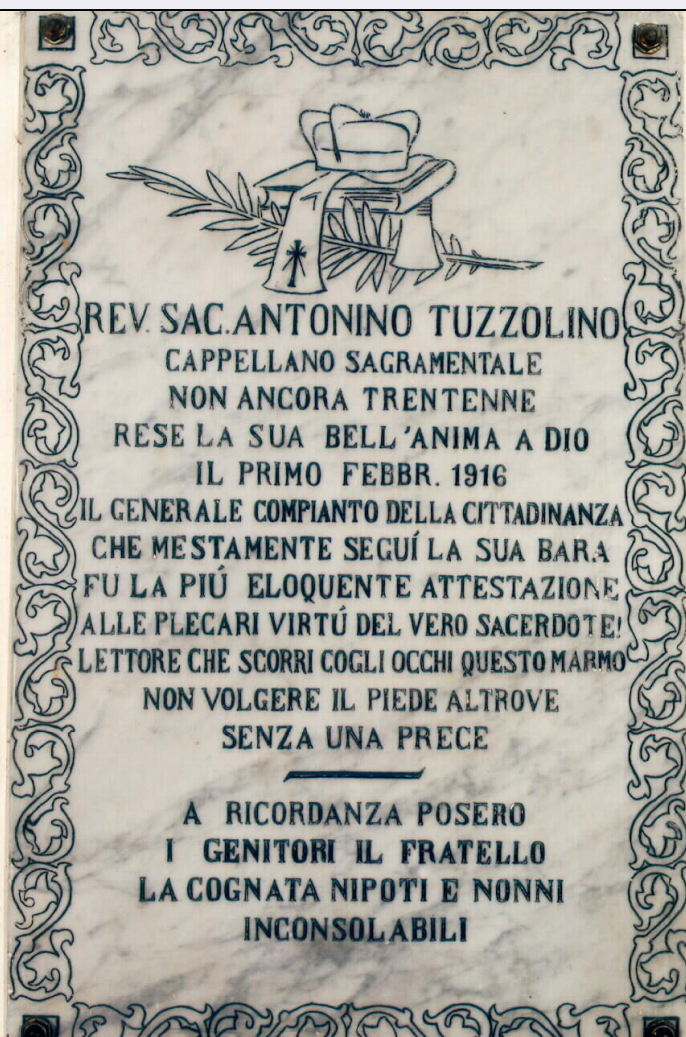 REV. SAC. ANTONINO TUZZOLINO
CAPPELLANO SAGRAMENTALE
NON ANCORA TRENTENNE
RESE LA SUA BELL'ANIMA A DIO
IL PRIMO FEBBR. 1916
IL GENERALE COMPIANTO DELLA CITTADINANZA
CHE MESTAMENTE SEGUÍ LA SUA BARA
FU LA PIÚ ELOQUENTE ATTESTAZIONE
ALLE PLECARI VIRTÚ DEL VERO SACERDOTE!
LETTORE CHE SCORRI COGLI OCCHI QUESTO MARMO
NON VOLGERE IL PIEDE ALTROVE
SENZA UNA PRECE
A RICORDANZA POSERO
I GENITORI IL FRATELLO
LA COGNATA NIPOTI E NONNI
INCONSOLABILI